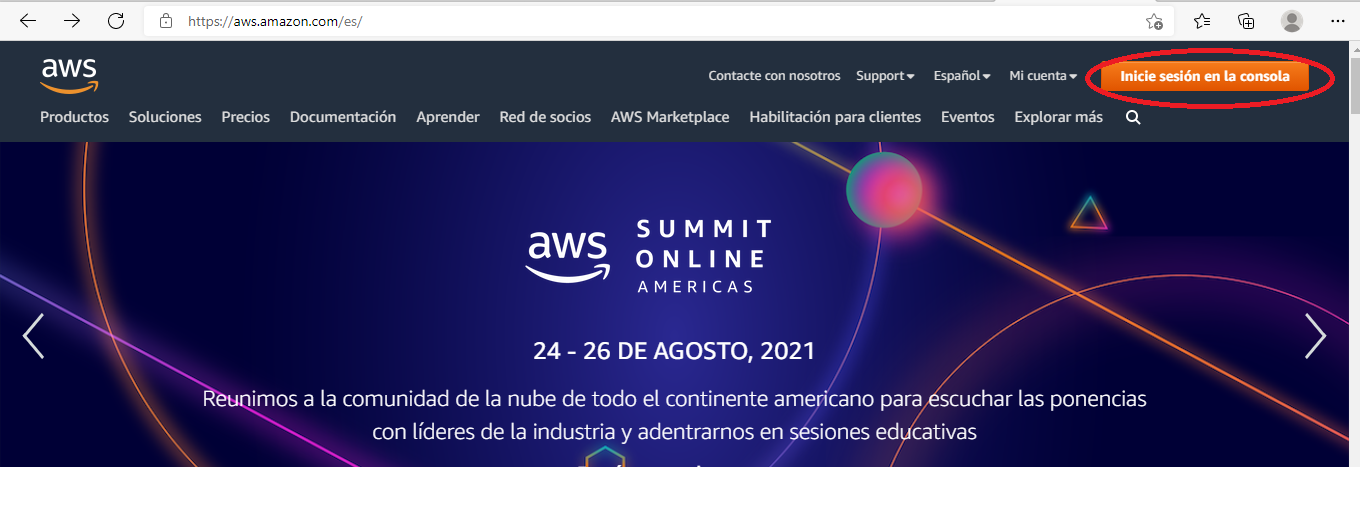 https://aws.amazon.com/es/
aws
Contacte con nosotros Support Español Mi cuenta Inicie sesión en la consola
Productos Soluciones Precios Documentación Aprender Red de socios AWS Marketplace Habilitación para clientes Eventos Explorar más
aws
SUMMIT
ONLINE
AMERICAS
24 - 26 DE AGOSTO, 2021
Reunimos a la comunidad de la nube de todo el continente americano para escuchar las ponencias
con líderes de la industria y adentrarnos en sesiones educativas